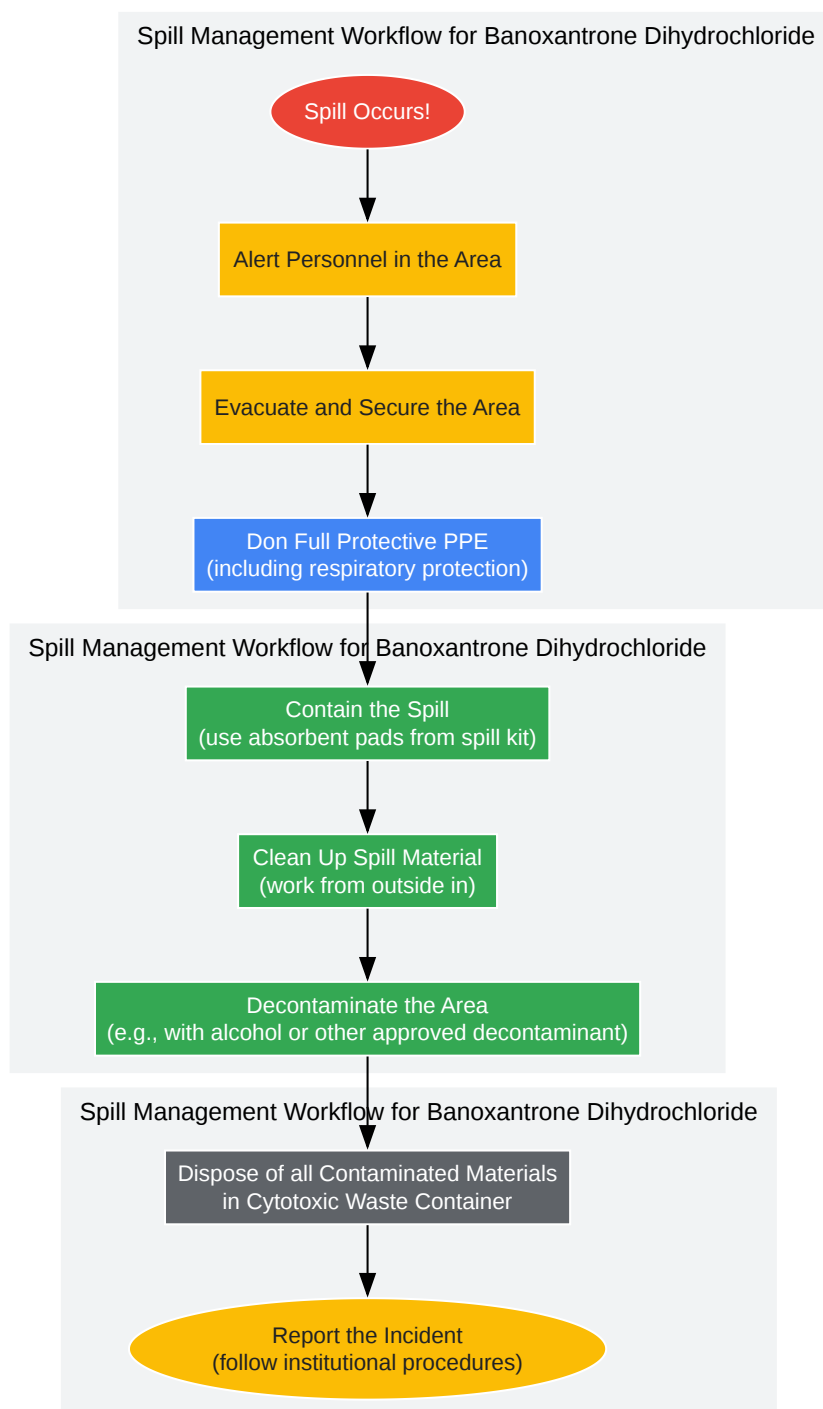 Spill Management Workflow for Banoxantrone Dihydrochloride
Spill Occurs!
Alert Personnel in the Area
Evacuate and Secure the Area
Don Full Protective PPE
(including respiratory protection)
Spill Management Workflow for Banoxantrone Dihydrochloride
Contain the Spill
(use absorbent pads from spill kit)
Clean Up Spill Material
(work from outside in)
Decontaminate the Area
(e.g., with alcohol or other approved decontaminant)
Spill Management Workflow for Banoxantrone Dihydrochloride
Dispose of all Contaminated Materials
in Cytotoxic Waste Container
Report the Incident
(follow institutional procedures)